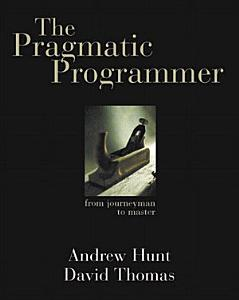 The
Pragmatic
Programmer
from journeyman
to master
Andrew Hunt
David Thomas